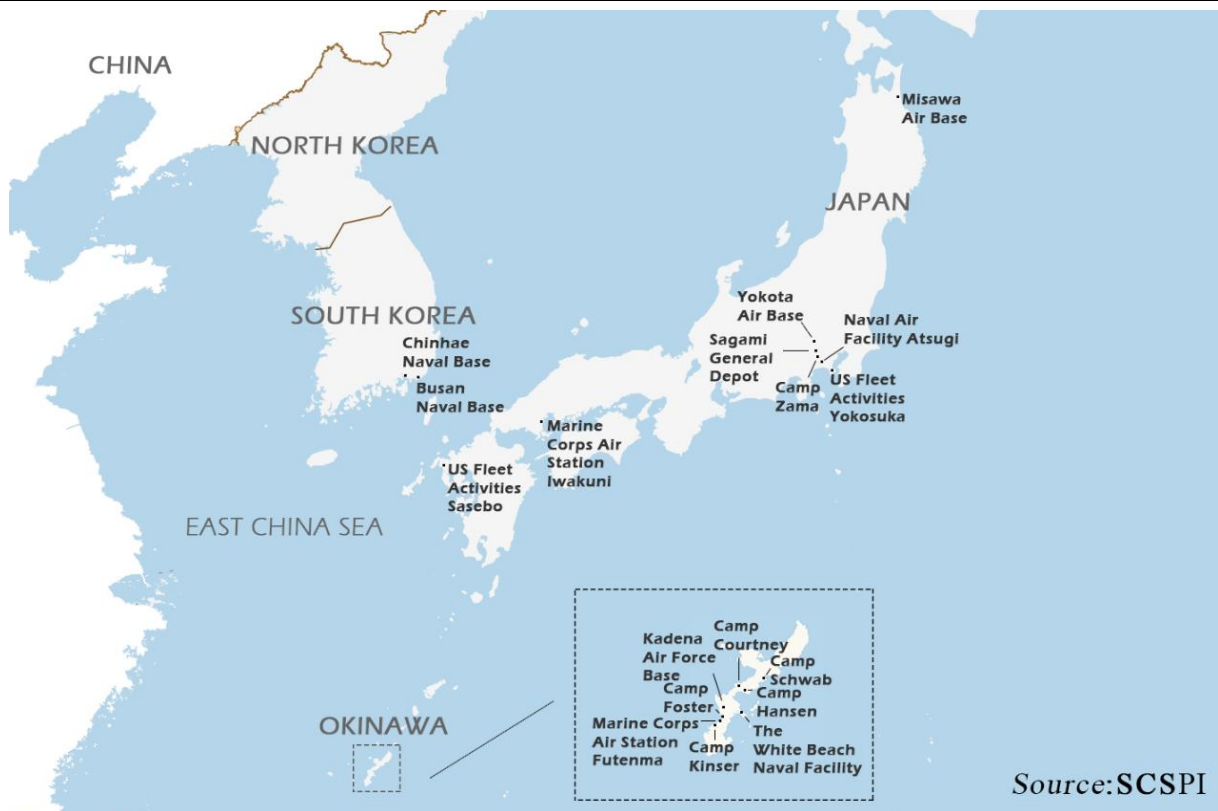 CHINA
NORTH KOREA
SOUTH KOREA
Chinhae
Naval Base
Busan
Naval Base
JAPAN
Misawa
Air Base
Yokota
Air Base
Naval Air
Facility Atsugi
Sagami
General
Depot
Camp
Zama
US Fleet
Activities
Yokosuka
Marine
Corps Air
Station
Iwakuni
US Fleet
Activities
Sasebo
EAST CHINA SEA
OKINAWA
Camp
Courtney
Kadena
Air Force
Base
Camp
Schwab
Camp
Foster
Camp
Hansen
Marine Corps
Air Station
Futenma
Camp
Kinser
The
White Beach
Naval Facility
Source:SCSPI